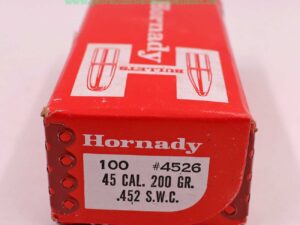 Hornady
BULLETS
Hornady
100 #4526
45 CAL. 200 GR.
.452 S.W.C.